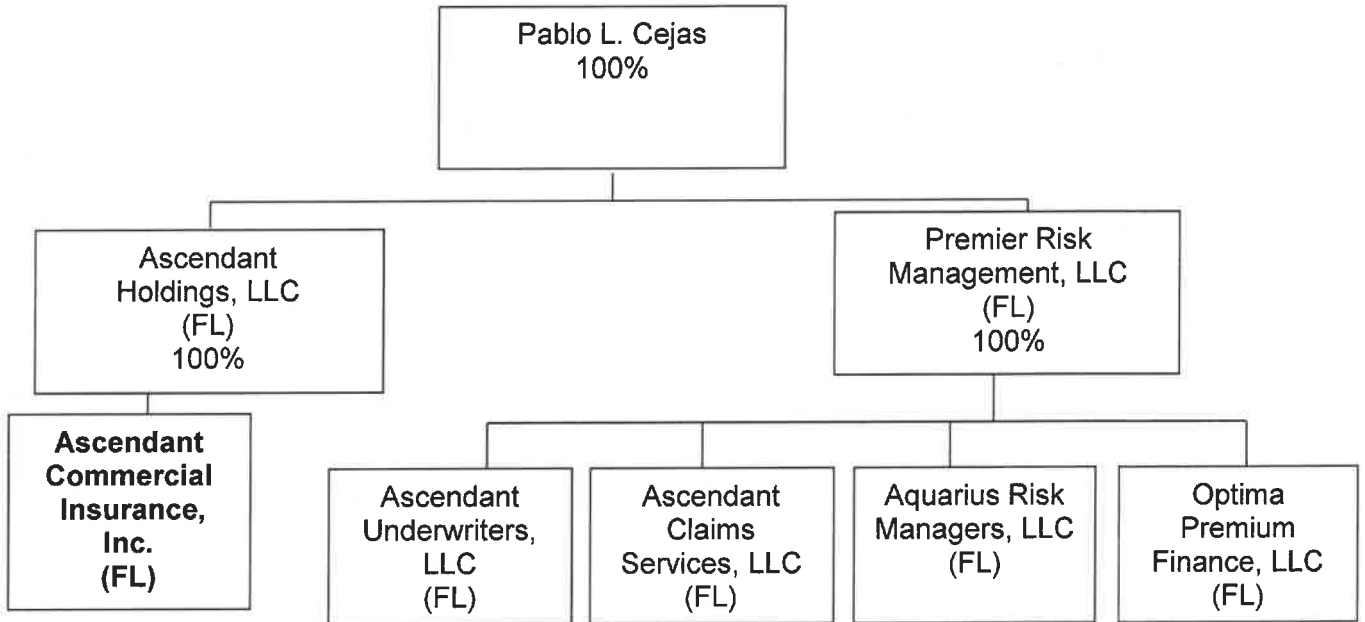 Pablo L. Cejas
100%
Ascendant
Holdings, LLC
(FL)
100%
Premier Risk
Management, LLC
(FL)
100%
Ascendant
Commercial
Insurance,
Inc.
(FL)
Ascendant
Underwriters,
LLC
(FL)
Ascendant
Claims
Services, LLC
(FL)
Aquarius Risk
Managers, LLC
(FL)
Optima
Premium
Finance, LLC
(FL)